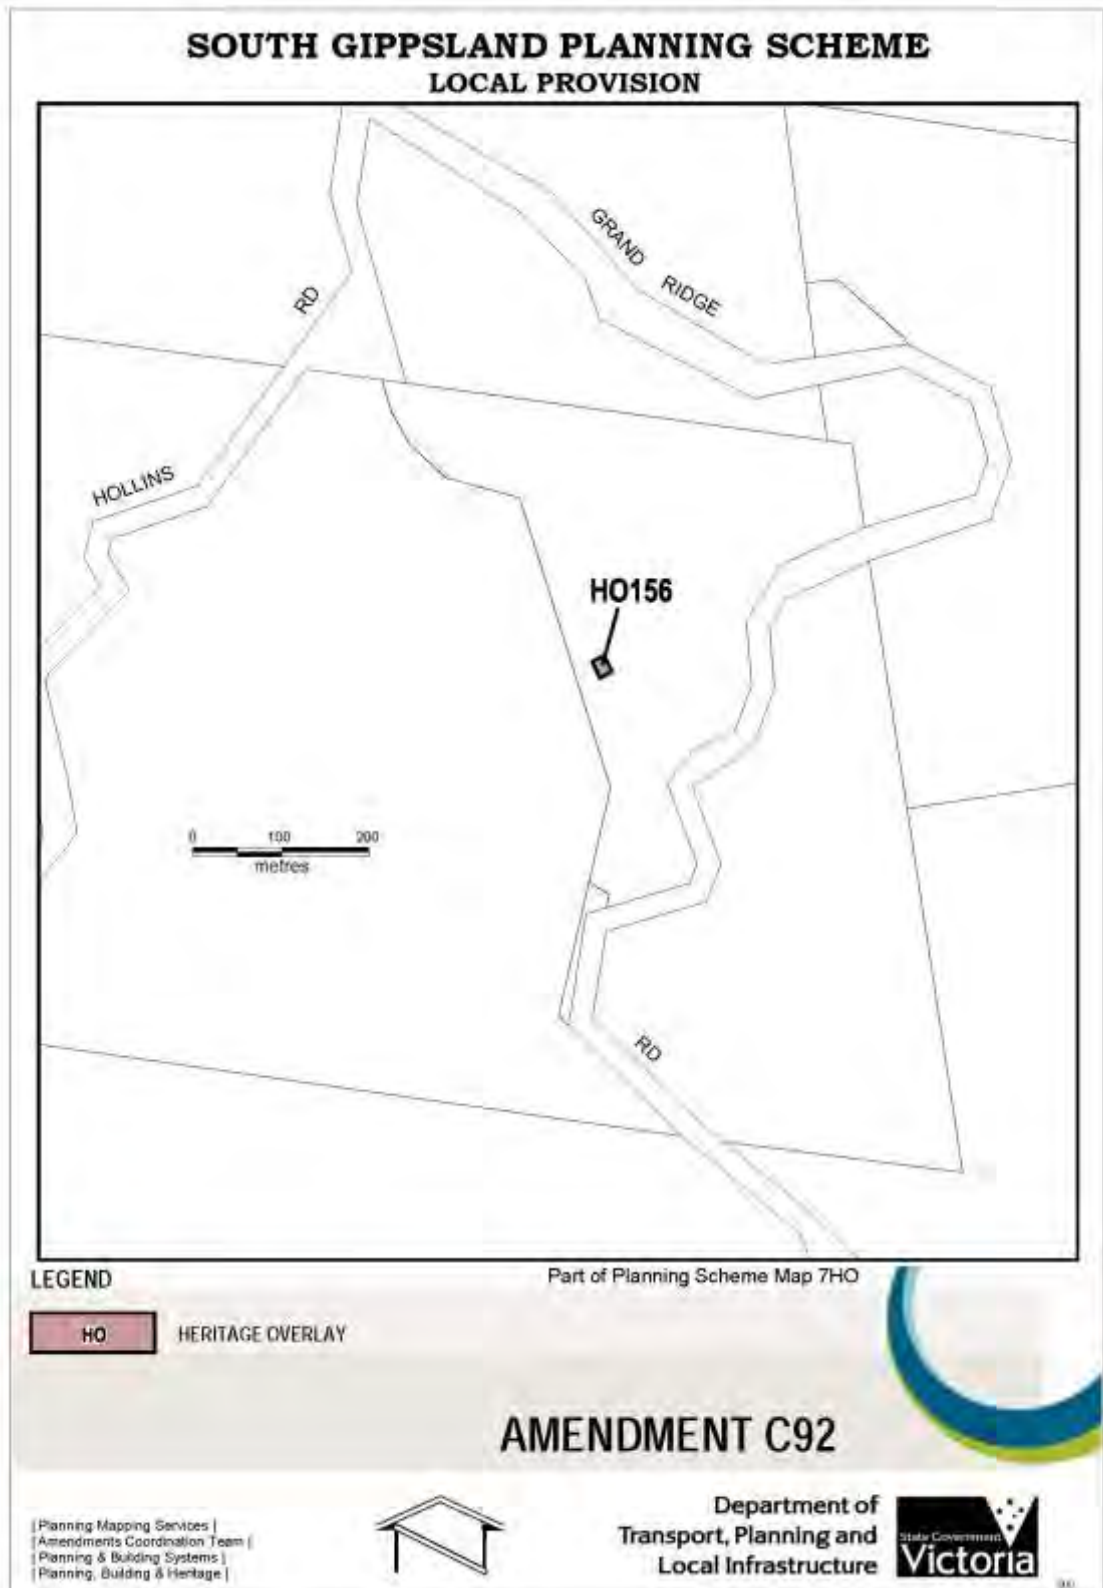 SOUTH GIPPSLAND PLANNING SCHEME
LOCAL PROVISION
GRAND
RIDGE
RD
HOLLINS
HO156
0 100 200
metres
RD
LEGEND
Part of Planning Scheme Map 7HO
HO HERITAGE OVERLAY
AMENDMENT C92
| Planning Mapping Services |
| Amendments Coordination Team |
| Planning & Building Systems |
| Planning, Building & Heritage |
Department of
Transport, Planning and
Local Infrastructure
State Government
Victoria